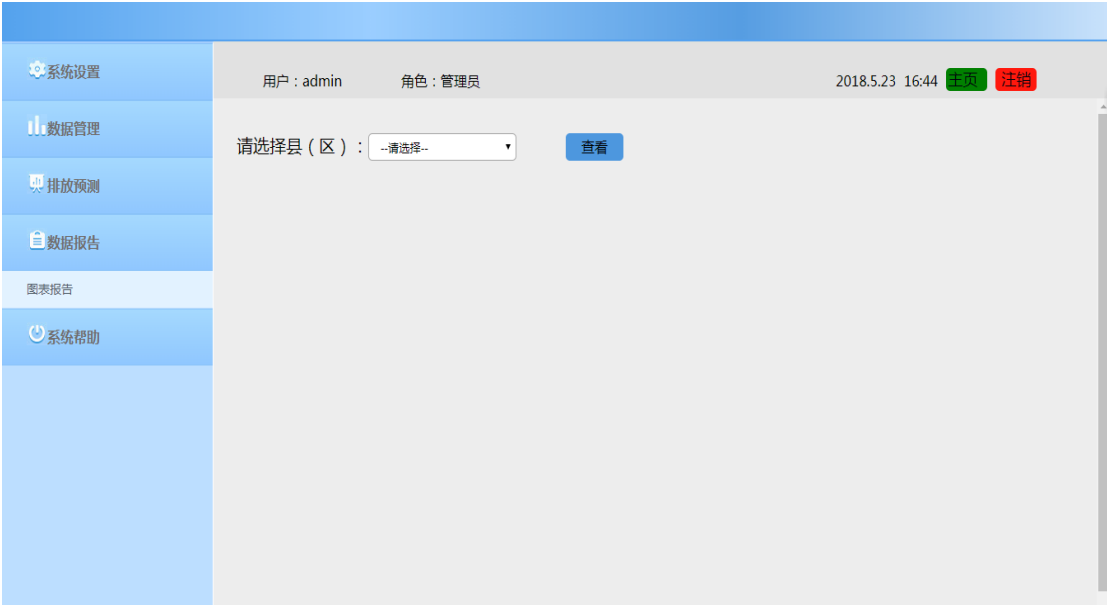 系统设置
数据管理
排放预测
数据报告
图表报告
系统帮助
用户：admin 角色：管理员 2018.5.23 16:44 主页 注销
请选择县（区）： --请选择-- 查看